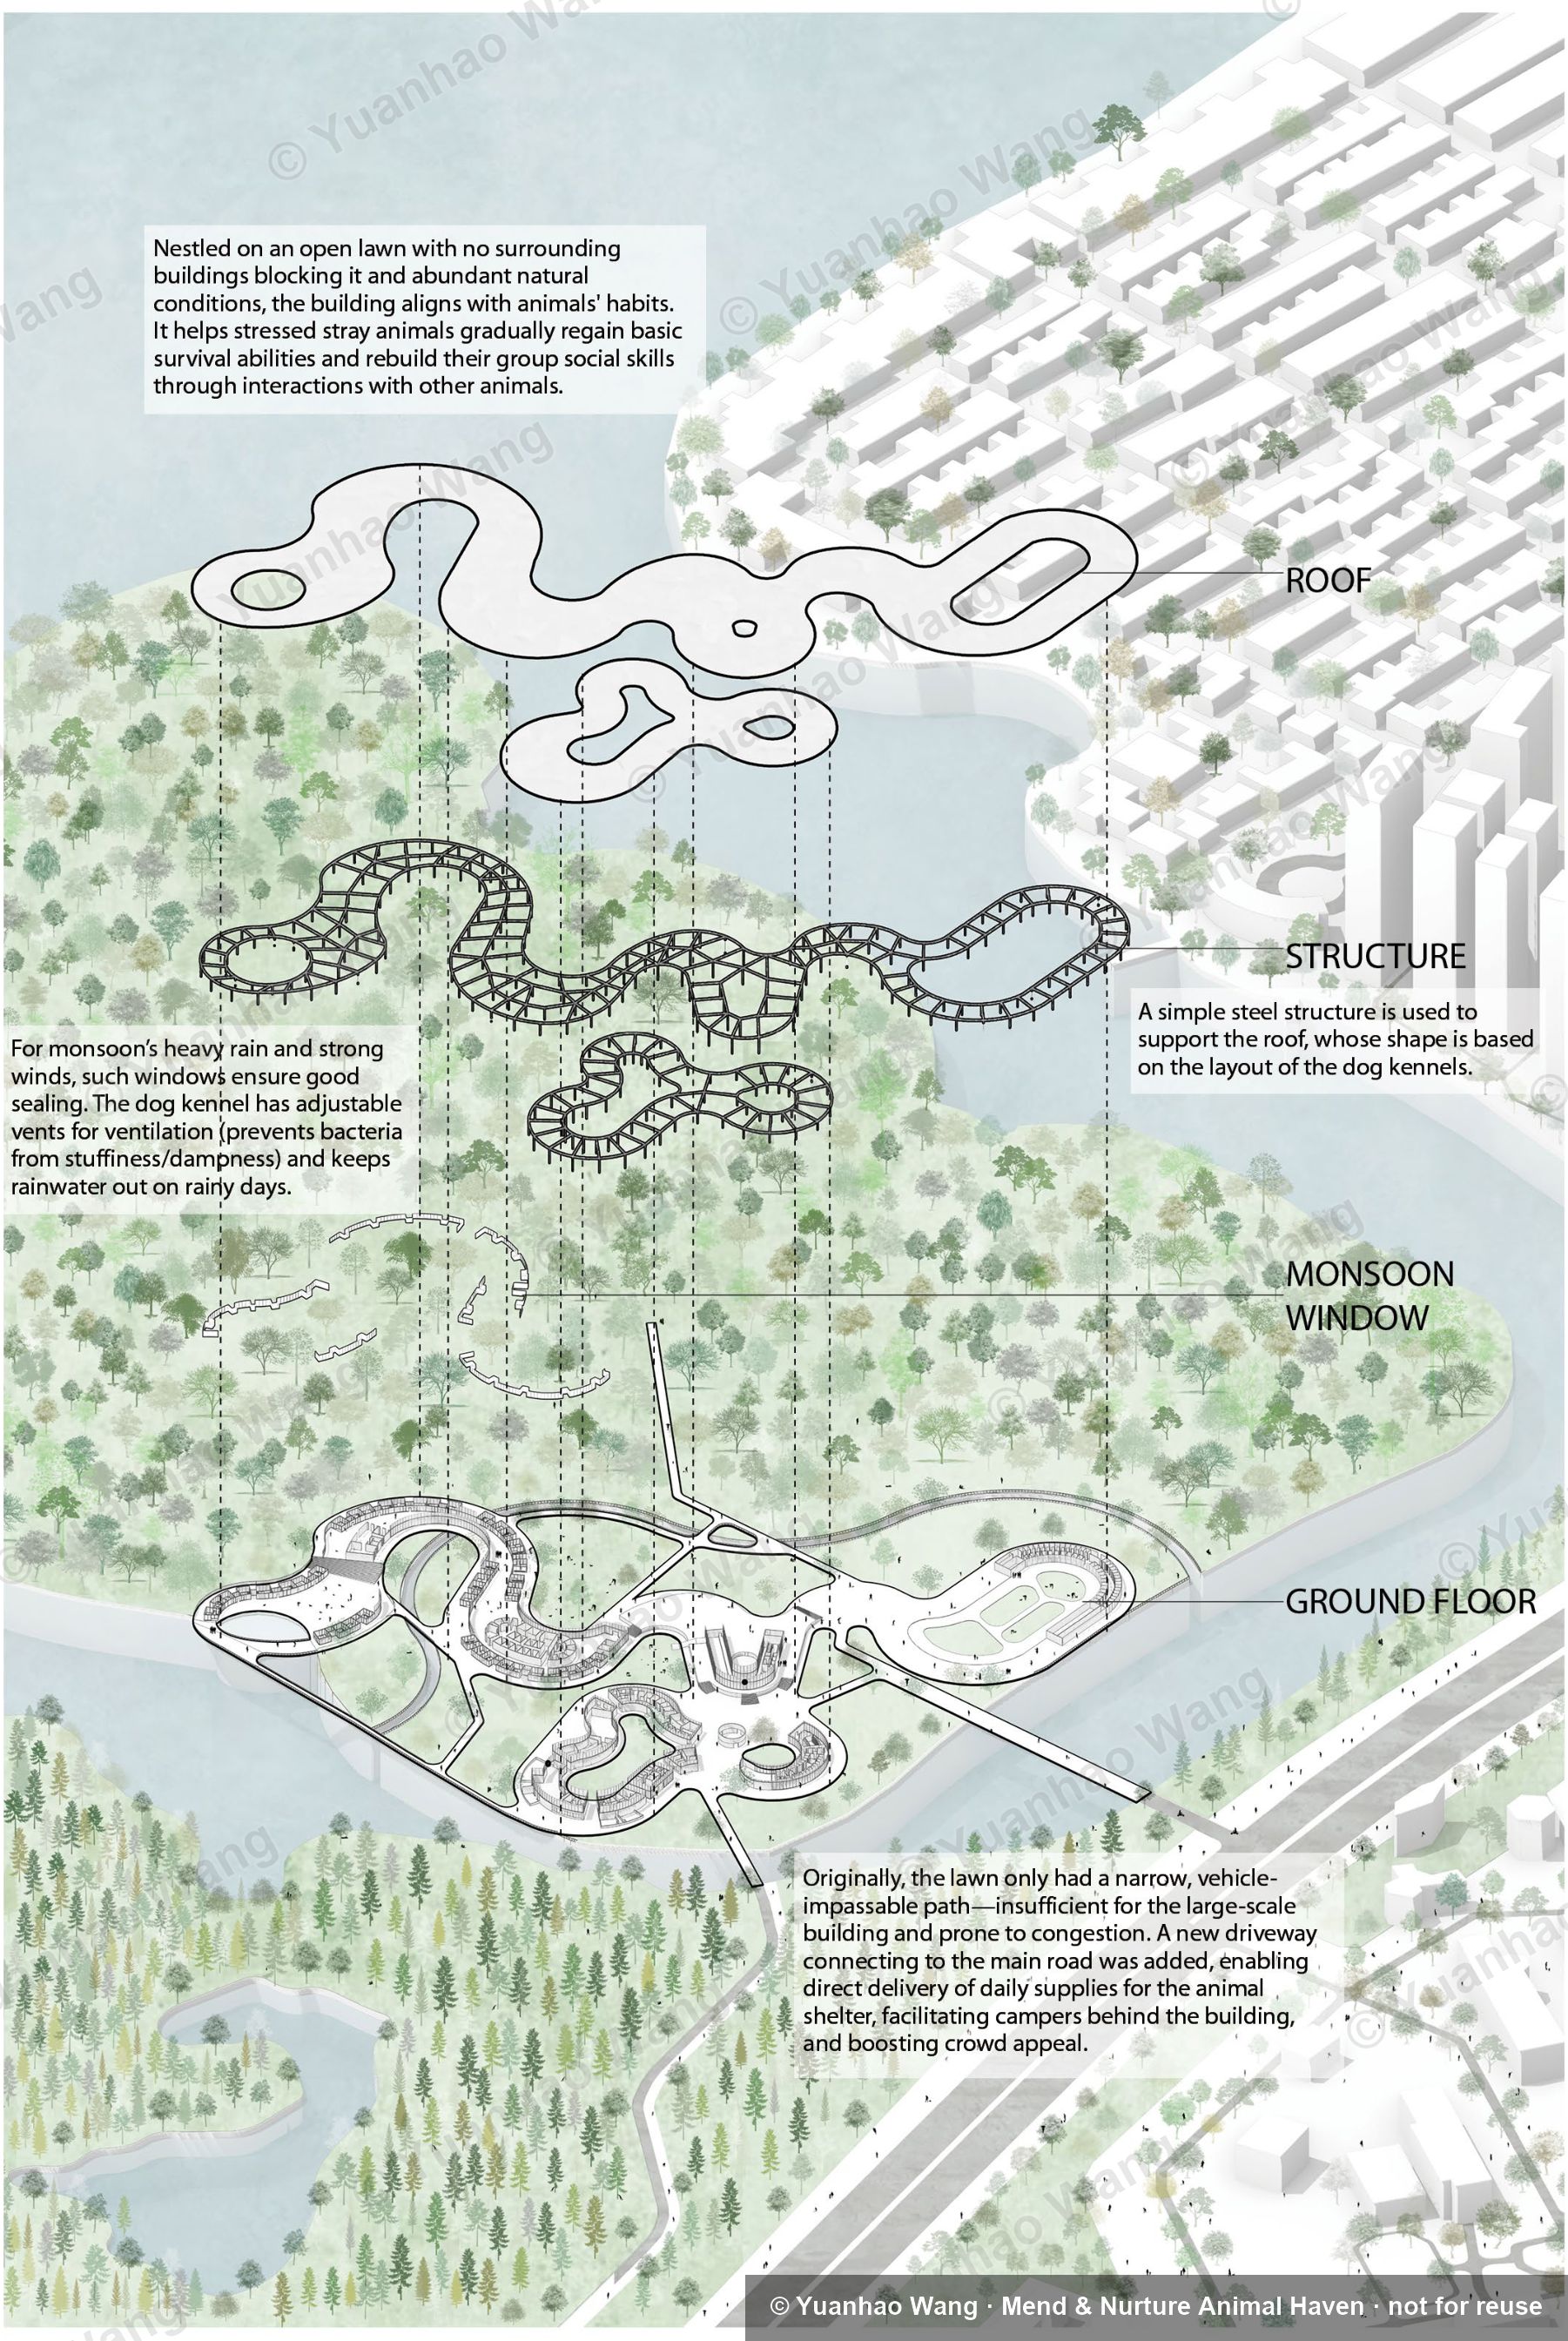 Nestled on an open lawn with no surrounding
buildings blocking it and abundant natural
conditions, the building aligns with animals' habits.
It helps stressed stray animals gradually regain basic
survival abilities and rebuild their group social skills
through interactions with other animals.
ROOF
STRUCTURE
A simple steel structure is used to
support the roof, whose shape is based
on the layout of the dog kennels.
For monsoon’s heavy rain and strong
winds, such windows ensure good
sealing. The dog kennel has adjustable
vents for ventilation (prevents bacteria
from stuffiness/dampness) and keeps
rainwater out on rainy days.
MONSOON
WINDOW
GROUND FLOOR
Originally, the lawn only had a narrow, vehicle-
impassable path—insufficient for the large-scale
building and prone to congestion. A new driveway
connecting to the main road was added, enabling
direct delivery of daily supplies for the animal
shelter, facilitating campers behind the building,
and boosting crowd appeal.
© Yuanhao Wang · Mend & Nurture Animal Haven · not for reuse
© Yuanhao Wang